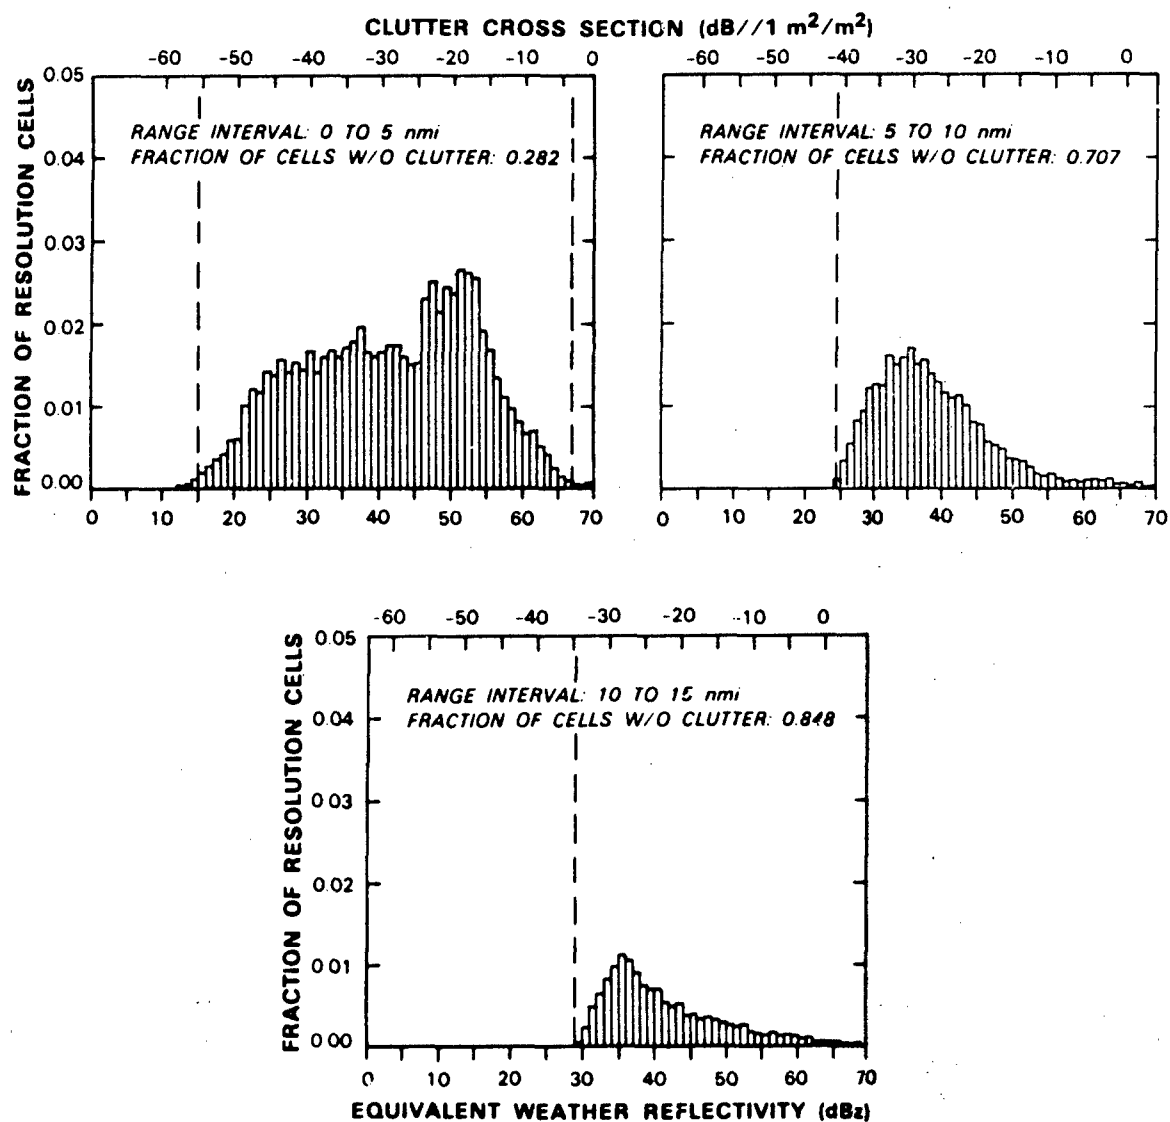 CLUTTER CROSS SECTION (dB//1 m²/m²)
-60 -50 -40 -30 -20 -10 0
-60 -50 -40 -30 -20 -10 0
FRACTION OF RESOLUTION CELLS
0.05
0.04
0.03
0.02
0.01
0.00
RANGE INTERVAL: 0 TO 5 nmi
FRACTION OF CELLS W/O CLUTTER: 0.282
RANGE INTERVAL: 5 TO 10 nmi
FRACTION OF CELLS W/O CLUTTER: 0.707
0 10 20 30 40 50 60 70
0 10 20 30 40 50 60 70
-60 -50 -40 -30 -20 -10 0
FRACTION OF RESOLUTION CELLS
0.05
0.04
0.03
0.02
0.01
0.00
RANGE INTERVAL: 10 TO 15 nmi
FRACTION OF CELLS W/O CLUTTER: 0.848
0 10 20 30 40 50 60 70
EQUIVALENT WEATHER REFLECTIVITY (dBz)